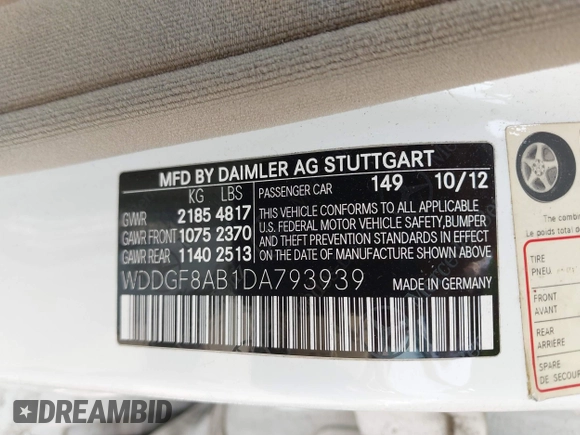 MFD BY DAIMLER AG STUTTGART
KG LBS PASSENGER CAR 149 10/12
GVWR 2185 4817
GAWR FRONT 1075 2370
GAWR REAR 1140 2513
THIS VEHICLE CONFORMS TO ALL APPLICABLE
U.S. FEDERAL MOTOR VEHICLE SAFETY,BUMPER
AND THEFT PREVENTION STANDARDS IN EFFECT
ON THE DATE OF MANUFACTURE SHOWN ABOVE
WDDGF8AB1DA793939 MADE IN GERMANY
The combin
Le poids total d
TIRE
PNEU
FRONT
AVANT
REAR
ARRIÈRE
SPARE
DE SECOUR
DREAMBID